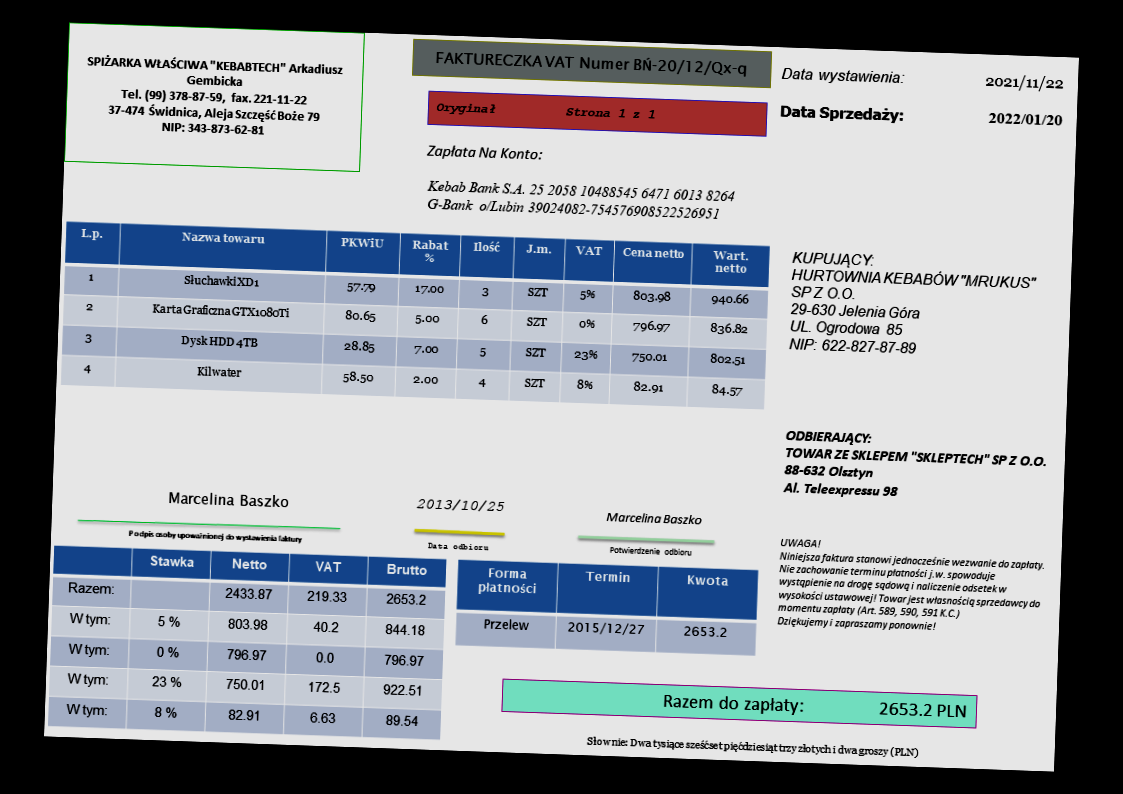 SPIŻARKA WŁAŚCIWA "KEBABTECH" Arkadiusz
Gembicka
Tel. (99) 378-87-59, fax. 221-11-22
37-474 Świdnica, Aleja Szczęść Boże 79
NIP: 343-873-62-81
FAKTURECZKA VAT Numer BŃ-20/12/Qx-q
Oryginał Strona 1 z 1
Data wystawienia: 2021/11/22
Data Sprzedaży: 2022/01/20
Zapłata Na Konto:
Kebab Bank S.A. 25 2058 10488545 6471 6013 8264
G-Bank o/Lubin 39024082-754576908522526951
L.p. Nazwa towaru PKWiU Rabat % Ilość J.m. VAT Cena netto Wart. netto
1 Słuchawki XD1 57.79 17.00 3 SZT 5% 803.98 940.66
2 Karta Graficzna GTX1080Ti 80.65 5.00 6 SZT 0% 796.97 836.82
3 Dysk HDD 4TB 28.85 7.00 5 SZT 23% 750.01 802.51
4 Kilwater 58.50 2.00 4 SZT 8% 82.91 84.57
KUPUJĄCY:
HURTOWNIA KEBABÓW "MRUKUS"
SP Z O.O.
29-630 Jelenia Góra
UL. Ogrodowa 85
NIP: 622-827-87-89
ODBIERAJĄCY:
TOWAR ZE SKLEPEM "SKLEPTECH" SP Z O.O.
88-632 Olsztyn
Al. Teleexpressu 98
Marcelina Baszko
Podpis osoby upoważnionej do wystawienia faktury
2013/10/25
Data odbioru
Marcelina Baszko
Potwierdzenie odbioru
UWAGA!
Niniejsza faktura stanowi jednocześnie wezwanie do zapłaty.
Nie zachowanie terminu płatności j.w. spowoduje
wystąpienie na drogę sądową i naliczenie odsetek w
wysokości ustawowej! Towar jest własnością sprzedawcy do
momentu zapłaty (Art. 589, 590, 591 K.C.)
Dziękujemy i zapraszamy ponownie!
Stawka Netto VAT Brutto
Razem: 2433.87 219.33 2653.2
W tym: 5 % 803.98 40.2 844.18
W tym: 0 % 796.97 0.0 796.97
W tym: 23 % 750.01 172.5 922.51
W tym: 8 % 82.91 6.63 89.54
Forma płatności Termin Kwota
Przelew 2015/12/27 2653.2
Razem do zapłaty: 2653.2 PLN
Słownie: Dwa tysiące sześćset pięćdziesiąt trzy złotych i dwa groszy (PLN)